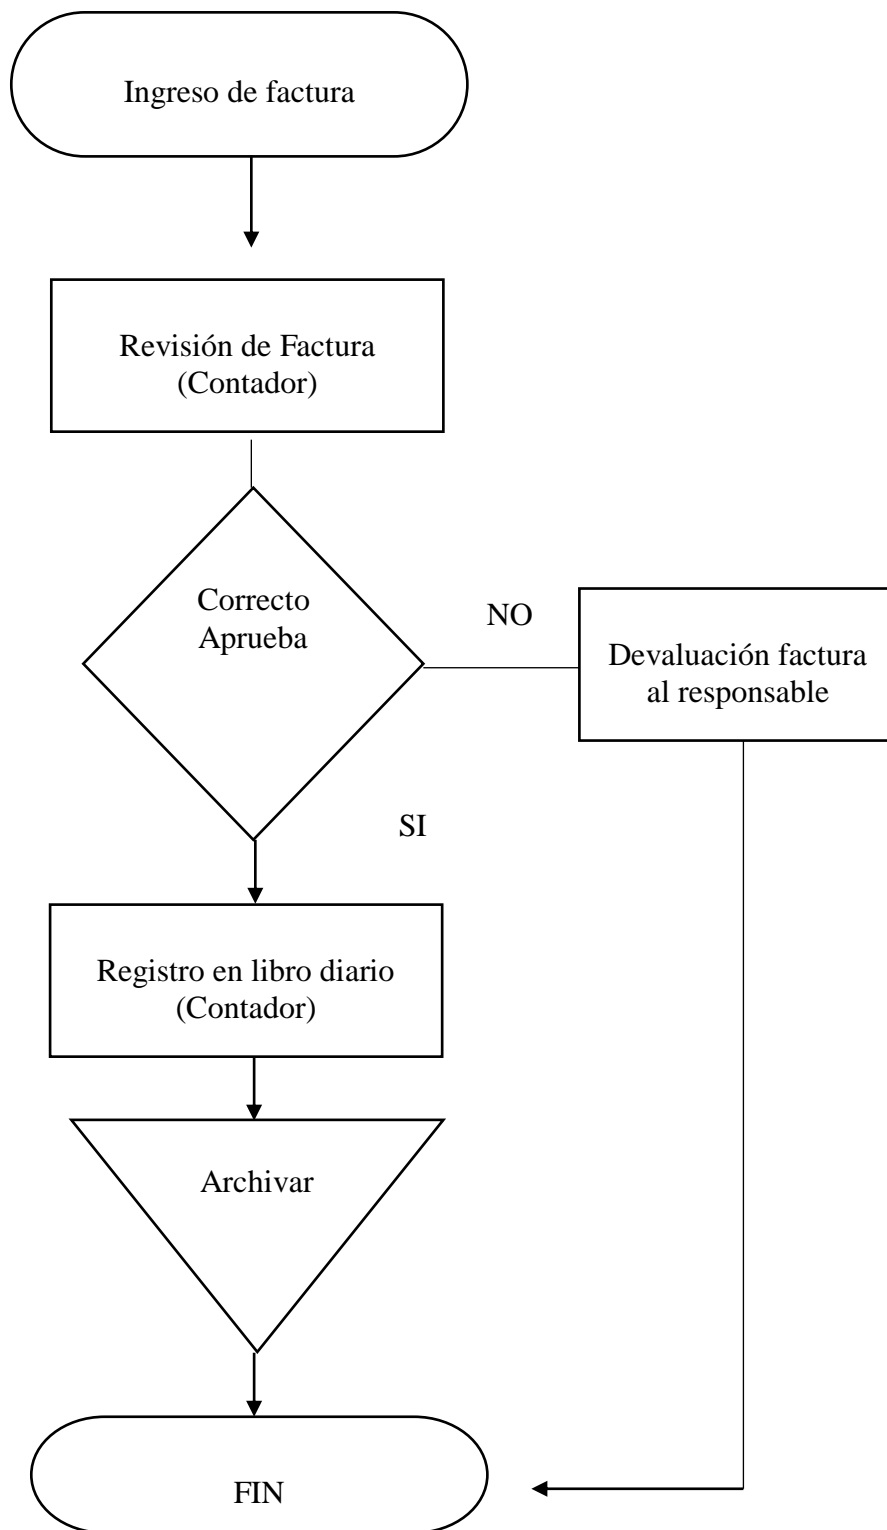 Ingreso de factura
Revisión de Factura
(Contador)
Correcto
Aprueba
NO
Devaluación factura
al responsable
SI
Registro en libro diario
(Contador)
Archivar
FIN